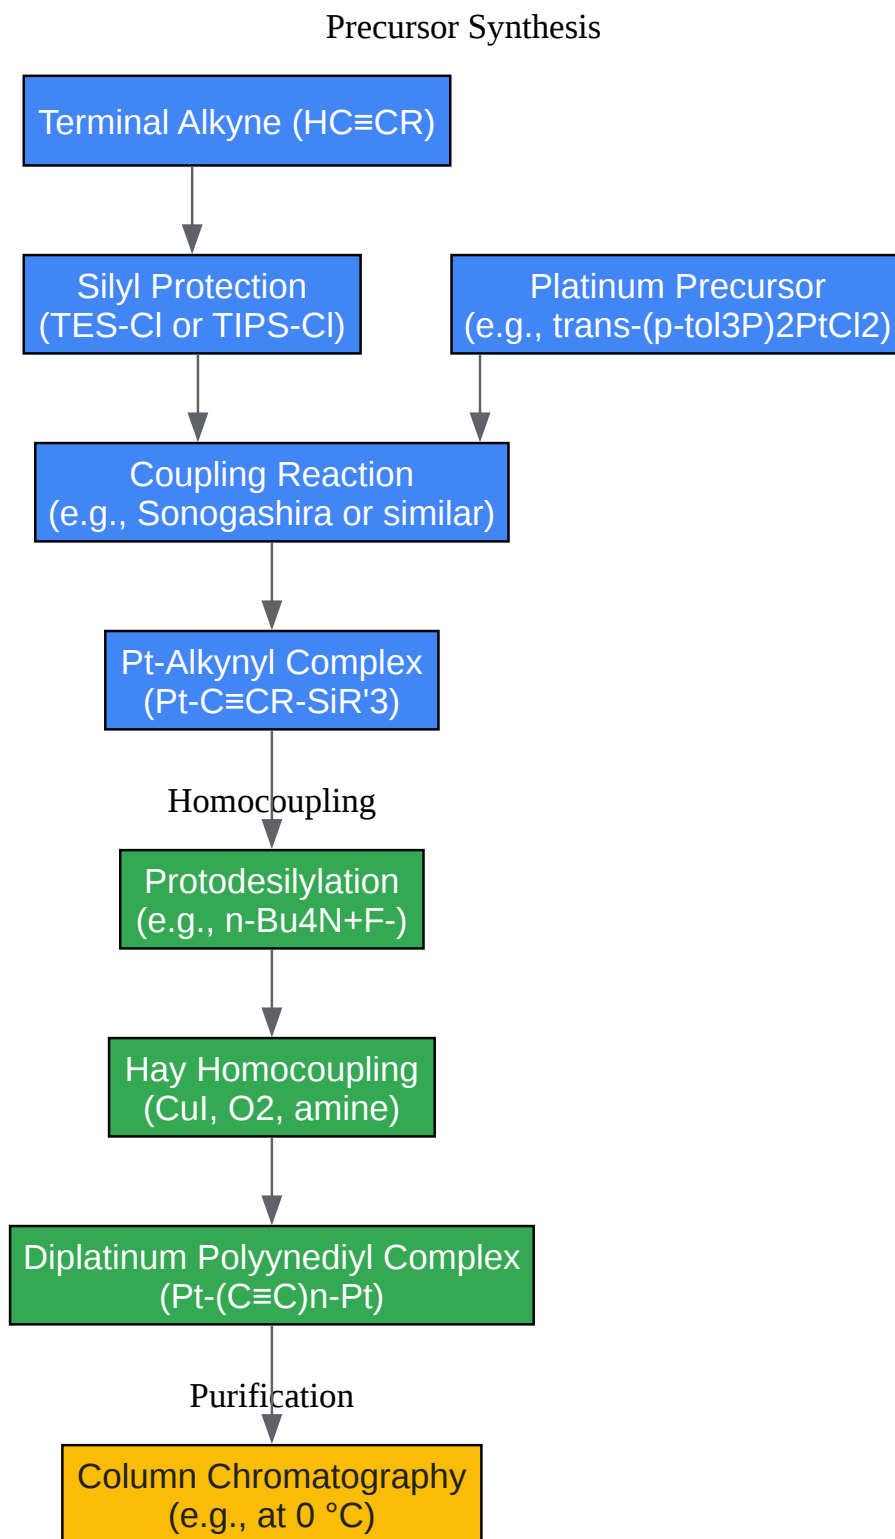 Precursor Synthesis
Terminal Alkyne (HC≡CR)
Silyl Protection
(TES-Cl or TIPS-Cl)
Platinum Precursor
(e.g., trans-(p-tol3P)2PtCl2)
Coupling Reaction
(e.g., Sonogashira or similar)
Pt-Alkynyl Complex
(Pt-C≡CR-SiR'3)
Homocoupling
Protodesilylation
(e.g., n-Bu4N+F-)
Hay Homocoupling
(CuI, O2, amine)
Diplatinum Polyynediyl Complex
(Pt-(C≡C)n-Pt)
Purification
Column Chromatography
(e.g., at 0 °C)